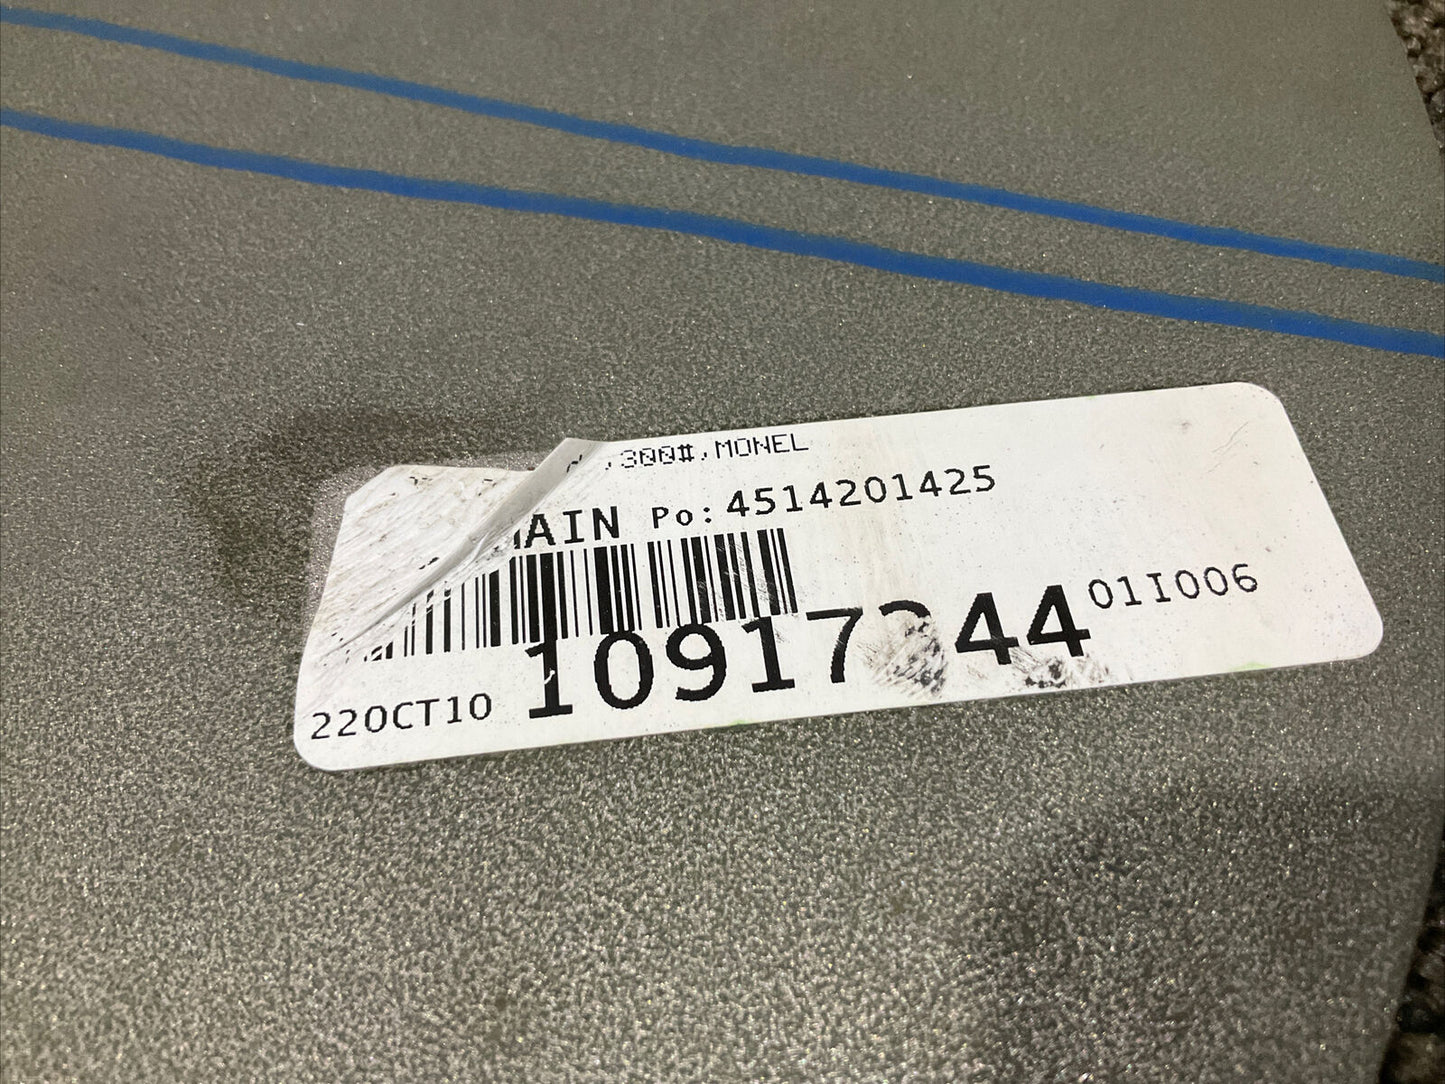 ,300#,MONEL
AIN Po: 4514201425
01I006
22OCT10